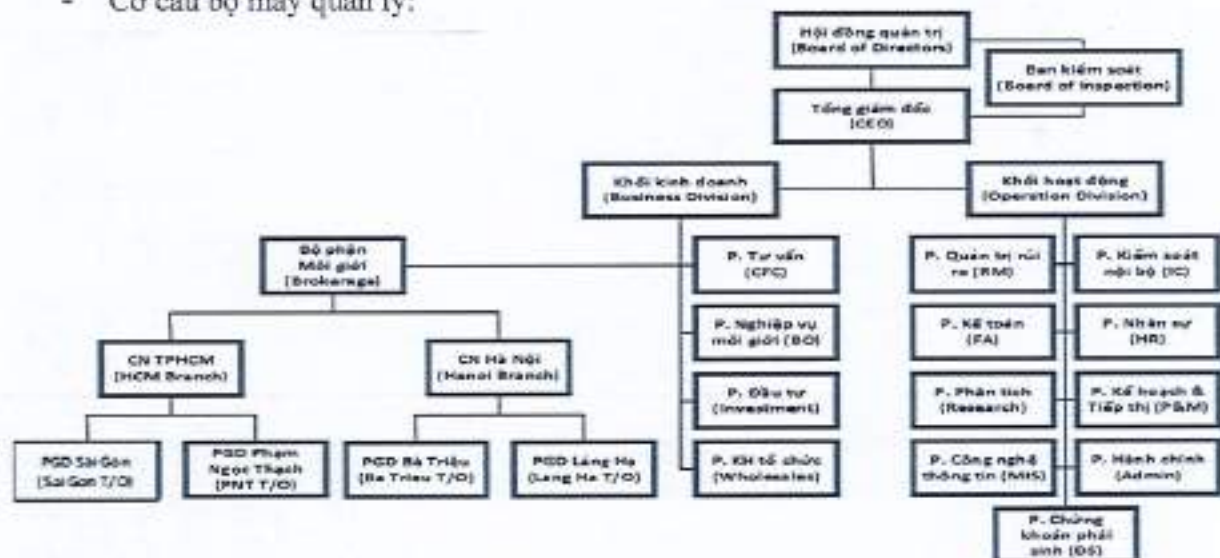 - Cơ cấu bộ máy quản lý:
Hội đồng quản trị
(Board of Directors)
Ban kiểm soát
(Board of Inspection)
Tổng giám đốc
(CEO)
Khối kinh doanh
(Business Division)
Khối hoạt động
(Operation Division)
Bộ phận
Môi giới
(Brokerage)
P. Tư vấn
(CFC)
P. Quản trị rủi
ro (RM)
P. Kiểm soát
nội bộ (IC)
P. Nghiệp vụ
môi giới (BO)
P. Kế toán
(FA)
P. Nhân sự
(HR)
CN TPHCM
(HCM Branch)
CN Hà Nội
(Hanoi Branch)
P. Đầu tư
(Investment)
P. Phân tích
(Research)
P. Kế hoạch &
Tiếp thị (P&M)
PGD Sài Gòn
(Sai Gon T/O)
PGD Phạm
Ngọc Thạch
(PNT T/O)
PGD Bà Triệu
(Ba Trieu T/O)
PGD Láng Hạ
(Lang Ha T/O)
P. KH tổ chức
(Wholesales)
P. Công nghệ
thông tin (MIS)
P. Hành chính
(Admin)
P. Chứng
khoán phái
sinh (DS)